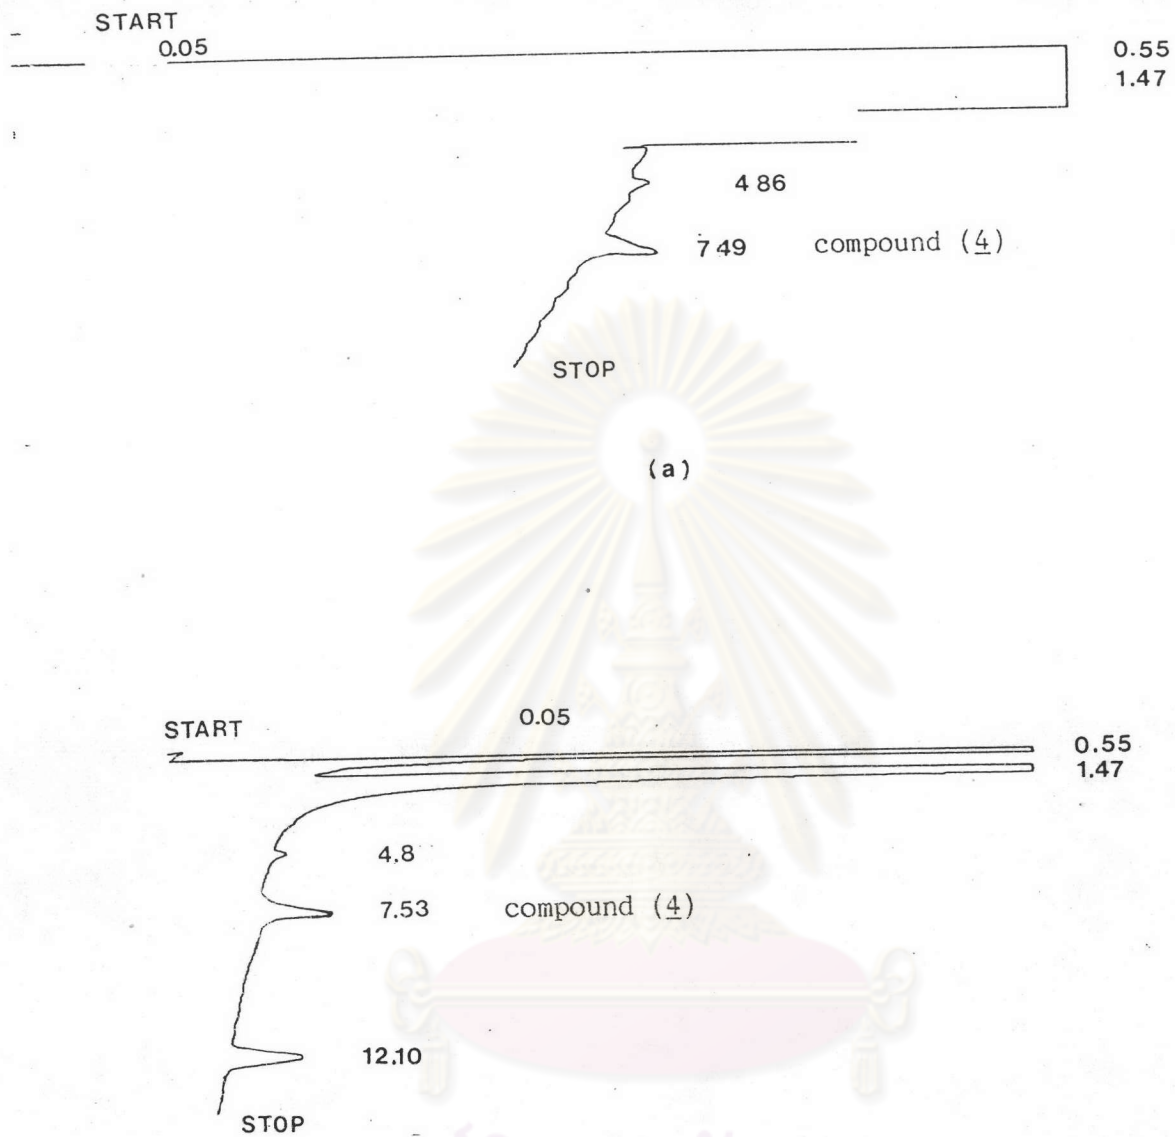 START
0.05
0.55
1.47
4 86
7 49 compound (4)
STOP
(a)
START
0.05
0.55
1.47
4.8
7.53 compound (4)
12.10
STOP